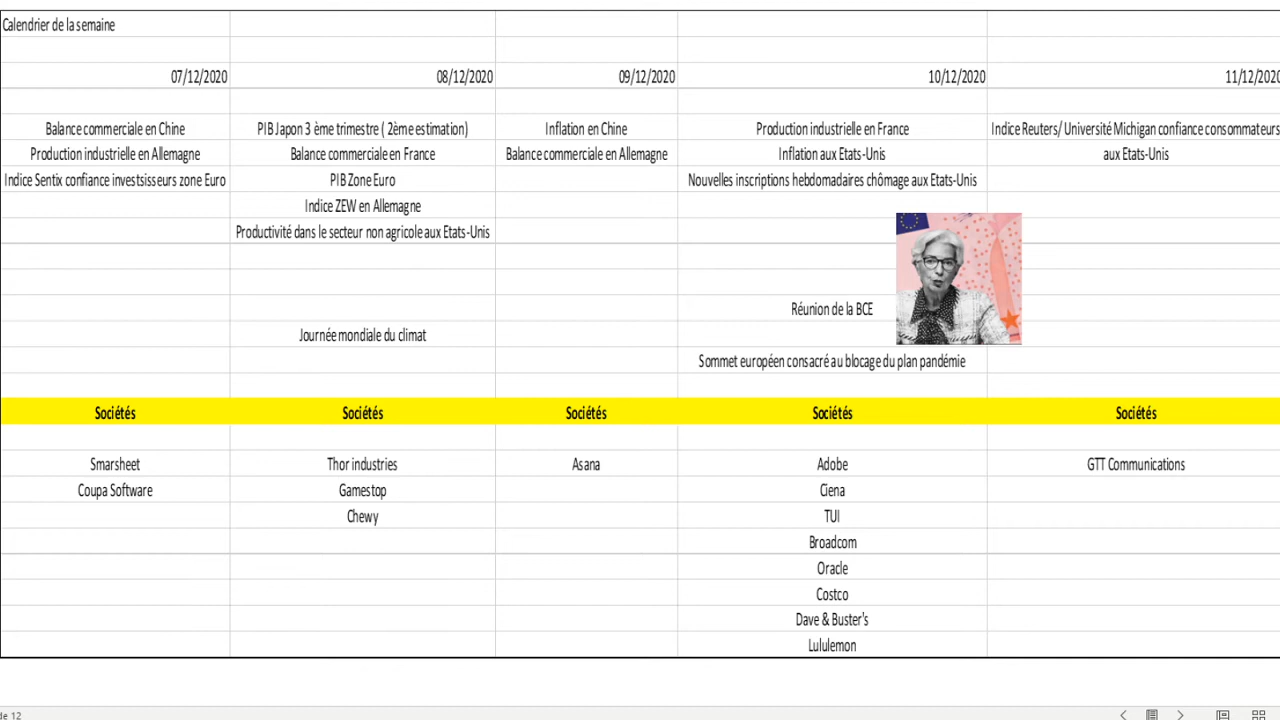 Calendrier de la semaine
07/12/2020 08/12/2020 09/12/2020 10/12/2020 11/12/2020
Balance commerciale en Chine PIB Japon 3 ème trimestre ( 2ème estimation) Inflation en Chine Production industrielle en France Indice Reuters/ Université Michigan confiance consommateurs
Production industrielle en Allemagne Balance commerciale en France Balance commerciale en Allemagne Inflation aux Etats-Unis aux Etats-Unis
Indice Sentix confiance investsisseurs zone Euro PIB Zone Euro Nouvelles inscriptions hebdomadaires chômage aux Etats-Unis
Indice ZEW en Allemagne
Productivité dans le secteur non agricole aux Etats-Unis
Réunion de la BCE
Journée mondiale du climat
Sommet européen consacré au blocage du plan pandémie
Sociétés Sociétés Sociétés Sociétés Sociétés
Smarsheet Thor industries Asana Adobe GTT Communications
Coupa Software Gamestop Ciena
Chewy TUI
Broadcom
Oracle
Costco
Dave & Buster's
Lululemon
de 12